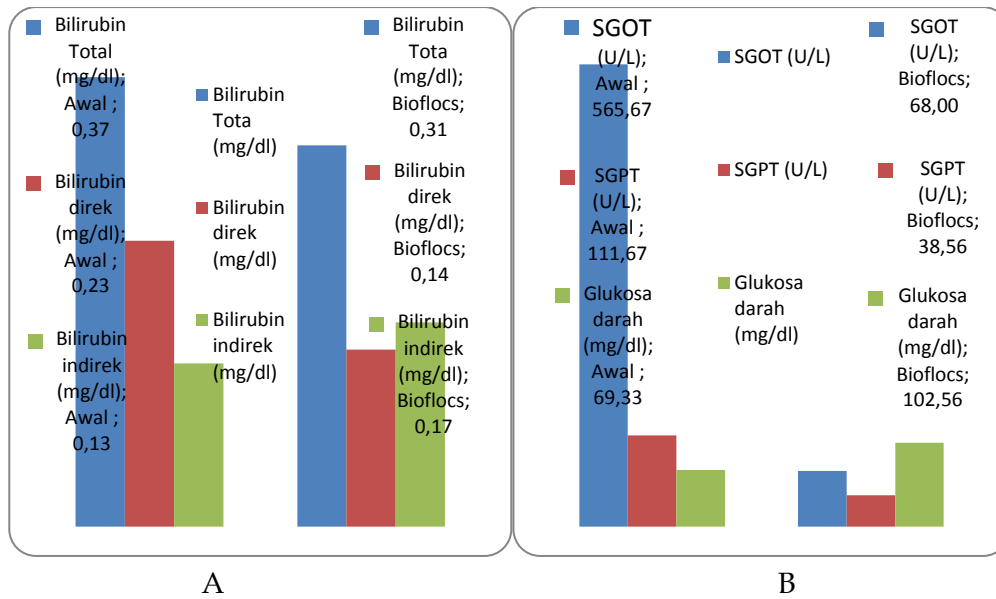 Bilirubin
Total
(mg/dl);
Awal ;
0,37
Bilirubin
direk
(mg/dl);
Awal ;
0,23
Bilirubin
indirek
(mg/dl);
Awal ;
0,13
Bilirubin
Tota
(mg/dl)
Bilirubin
direk
(mg/dl)
Bilirubin
indirek
(mg/dl)
Bilirubin
Tota
(mg/dl);
Bioflocs;
0,31
Bilirubin
direk
(mg/dl);
Bioflocs;
0,14
Bilirubin
indirek
(mg/dl);
Bioflocs;
0,17
A
SGOT
(U/L);
Awal ;
565,67
SGPT
(U/L);
Awal ;
111,67
Glukosa
darah
(mg/dl);
Awal ;
69,33
SGOT (U/L)
SGPT (U/L)
Glukosa
darah
(mg/dl)
SGOT
(U/L);
Bioflocs;
68,00
SGPT
(U/L);
Bioflocs;
38,56
Glukosa
darah
(mg/dl);
Bioflocs;
102,56
B